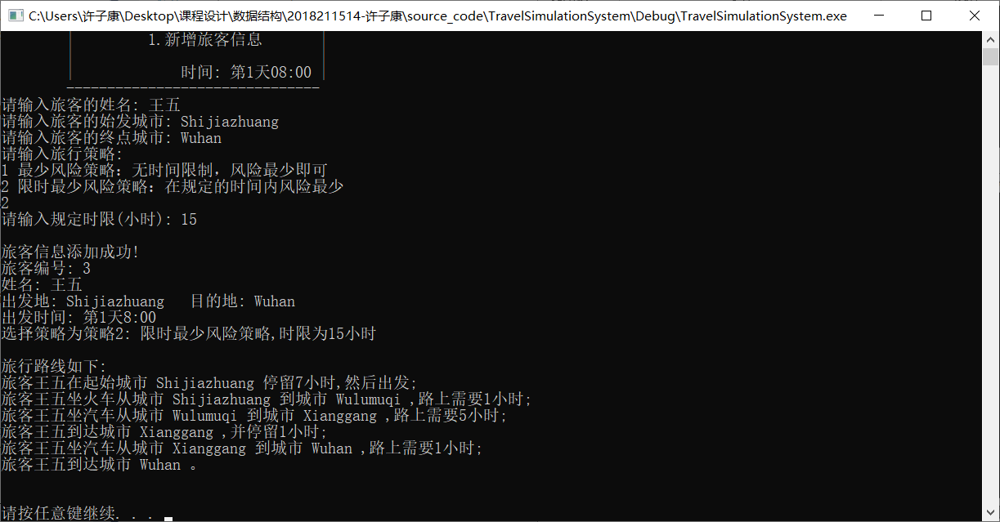 C:\Users\许子康\Desktop\课程设计\数据结构\2018211514-许子康\source_code\TravelSimulationSystem\Debug\TravelSimulationSystem.exe
1.新增旅客信息
时间: 第1天08:00
请输入旅客的姓名: 王五
请输入旅客的始发城市: Shijiazhuang
请输入旅客的终点城市: Wuhan
请输入旅行策略:
1 最少风险策略：无时间限制，风险最少即可
2 限时最少风险策略：在规定的时间内风险最少
2
请输入规定时限(小时): 15
旅客信息添加成功!
旅客编号: 3
姓名: 王五
出发地: Shijiazhuang   目的地: Wuhan
出发时间: 第1天8:00
选择策略为策略2: 限时最少风险策略,时限为15小时
旅行路线如下:
旅客王五在起始城市 Shijiazhuang 停留7小时,然后出发;
旅客王五坐火车从城市 Shijiazhuang 到城市 Wulumuqi ,路上需要1小时;
旅客王五坐汽车从城市 Wulumuqi 到城市 Xianggang ,路上需要5小时;
旅客王五到达城市 Xianggang ,并停留1小时;
旅客王五坐汽车从城市 Xianggang 到城市 Wuhan ,路上需要1小时;
旅客王五到达城市 Wuhan 。
请按任意键继续. . .